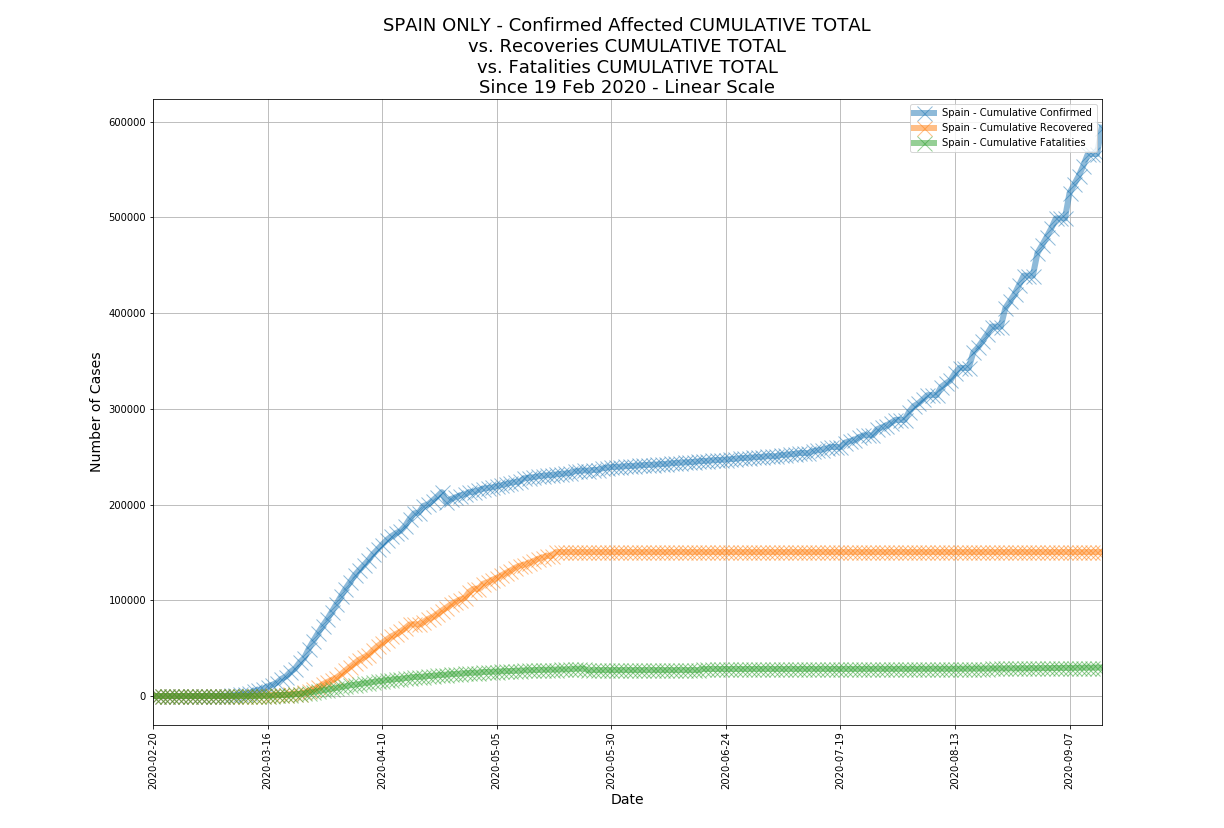 SPAIN ONLY - Confirmed Affected CUMULATIVE TOTAL
vs. Recoveries CUMULATIVE TOTAL
vs. Fatalities CUMULATIVE TOTAL
Since 19 Feb 2020 - Linear Scale
Spain - Cumulative Confirmed
Spain - Cumulative Recovered
Spain - Cumulative Fatalities
Number of Cases
600000
500000
400000
300000
200000
100000
0
2020-02-20
2020-03-16
2020-04-10
2020-05-05
2020-05-30
2020-06-24
2020-07-19
2020-08-13
2020-09-07
Date